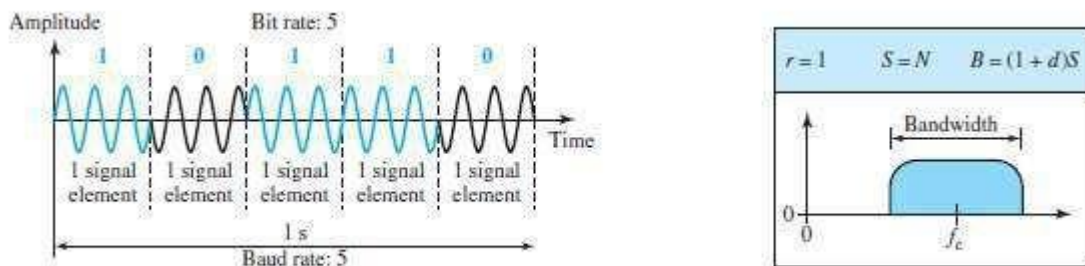 Amplitude
Bit rate: 5
1 0 1 1 0
Time
1 signal element
1 signal element
1 signal element
1 signal element
1 signal element
1 s
Baud rate: 5
r = 1 S = N B = (1 + d)S
Bandwidth
0
0
f_c